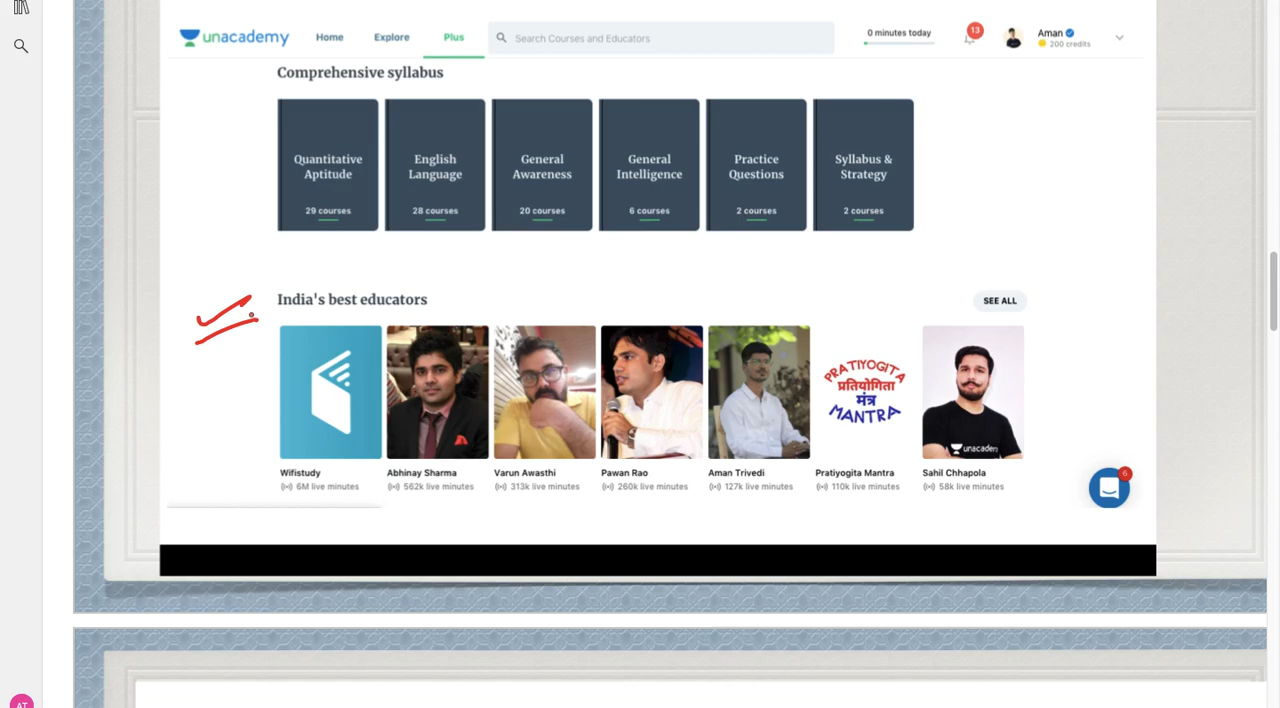 unacademy
Home
Explore
Plus
Search Courses and Educators
0 minutes today
13
Aman
200 credits
Comprehensive syllabus
Quantitative
Aptitude
29 courses
English
Language
28 courses
General
Awareness
20 courses
General
Intelligence
6 courses
Practice
Questions
2 courses
Syllabus &
Strategy
2 courses
India's best educators
SEE ALL
PRATIYOGITA
प्रतियोगिता
मंत्र
MANTRA
unacademy
Wifistudy
6M live minutes
Abhinay Sharma
562k live minutes
Varun Awasthi
313k live minutes
Pawan Rao
260k live minutes
Aman Trivedi
127k live minutes
Pratiyogita Mantra
110k live minutes
Sahil Chhapola
58k live minutes
6
AT